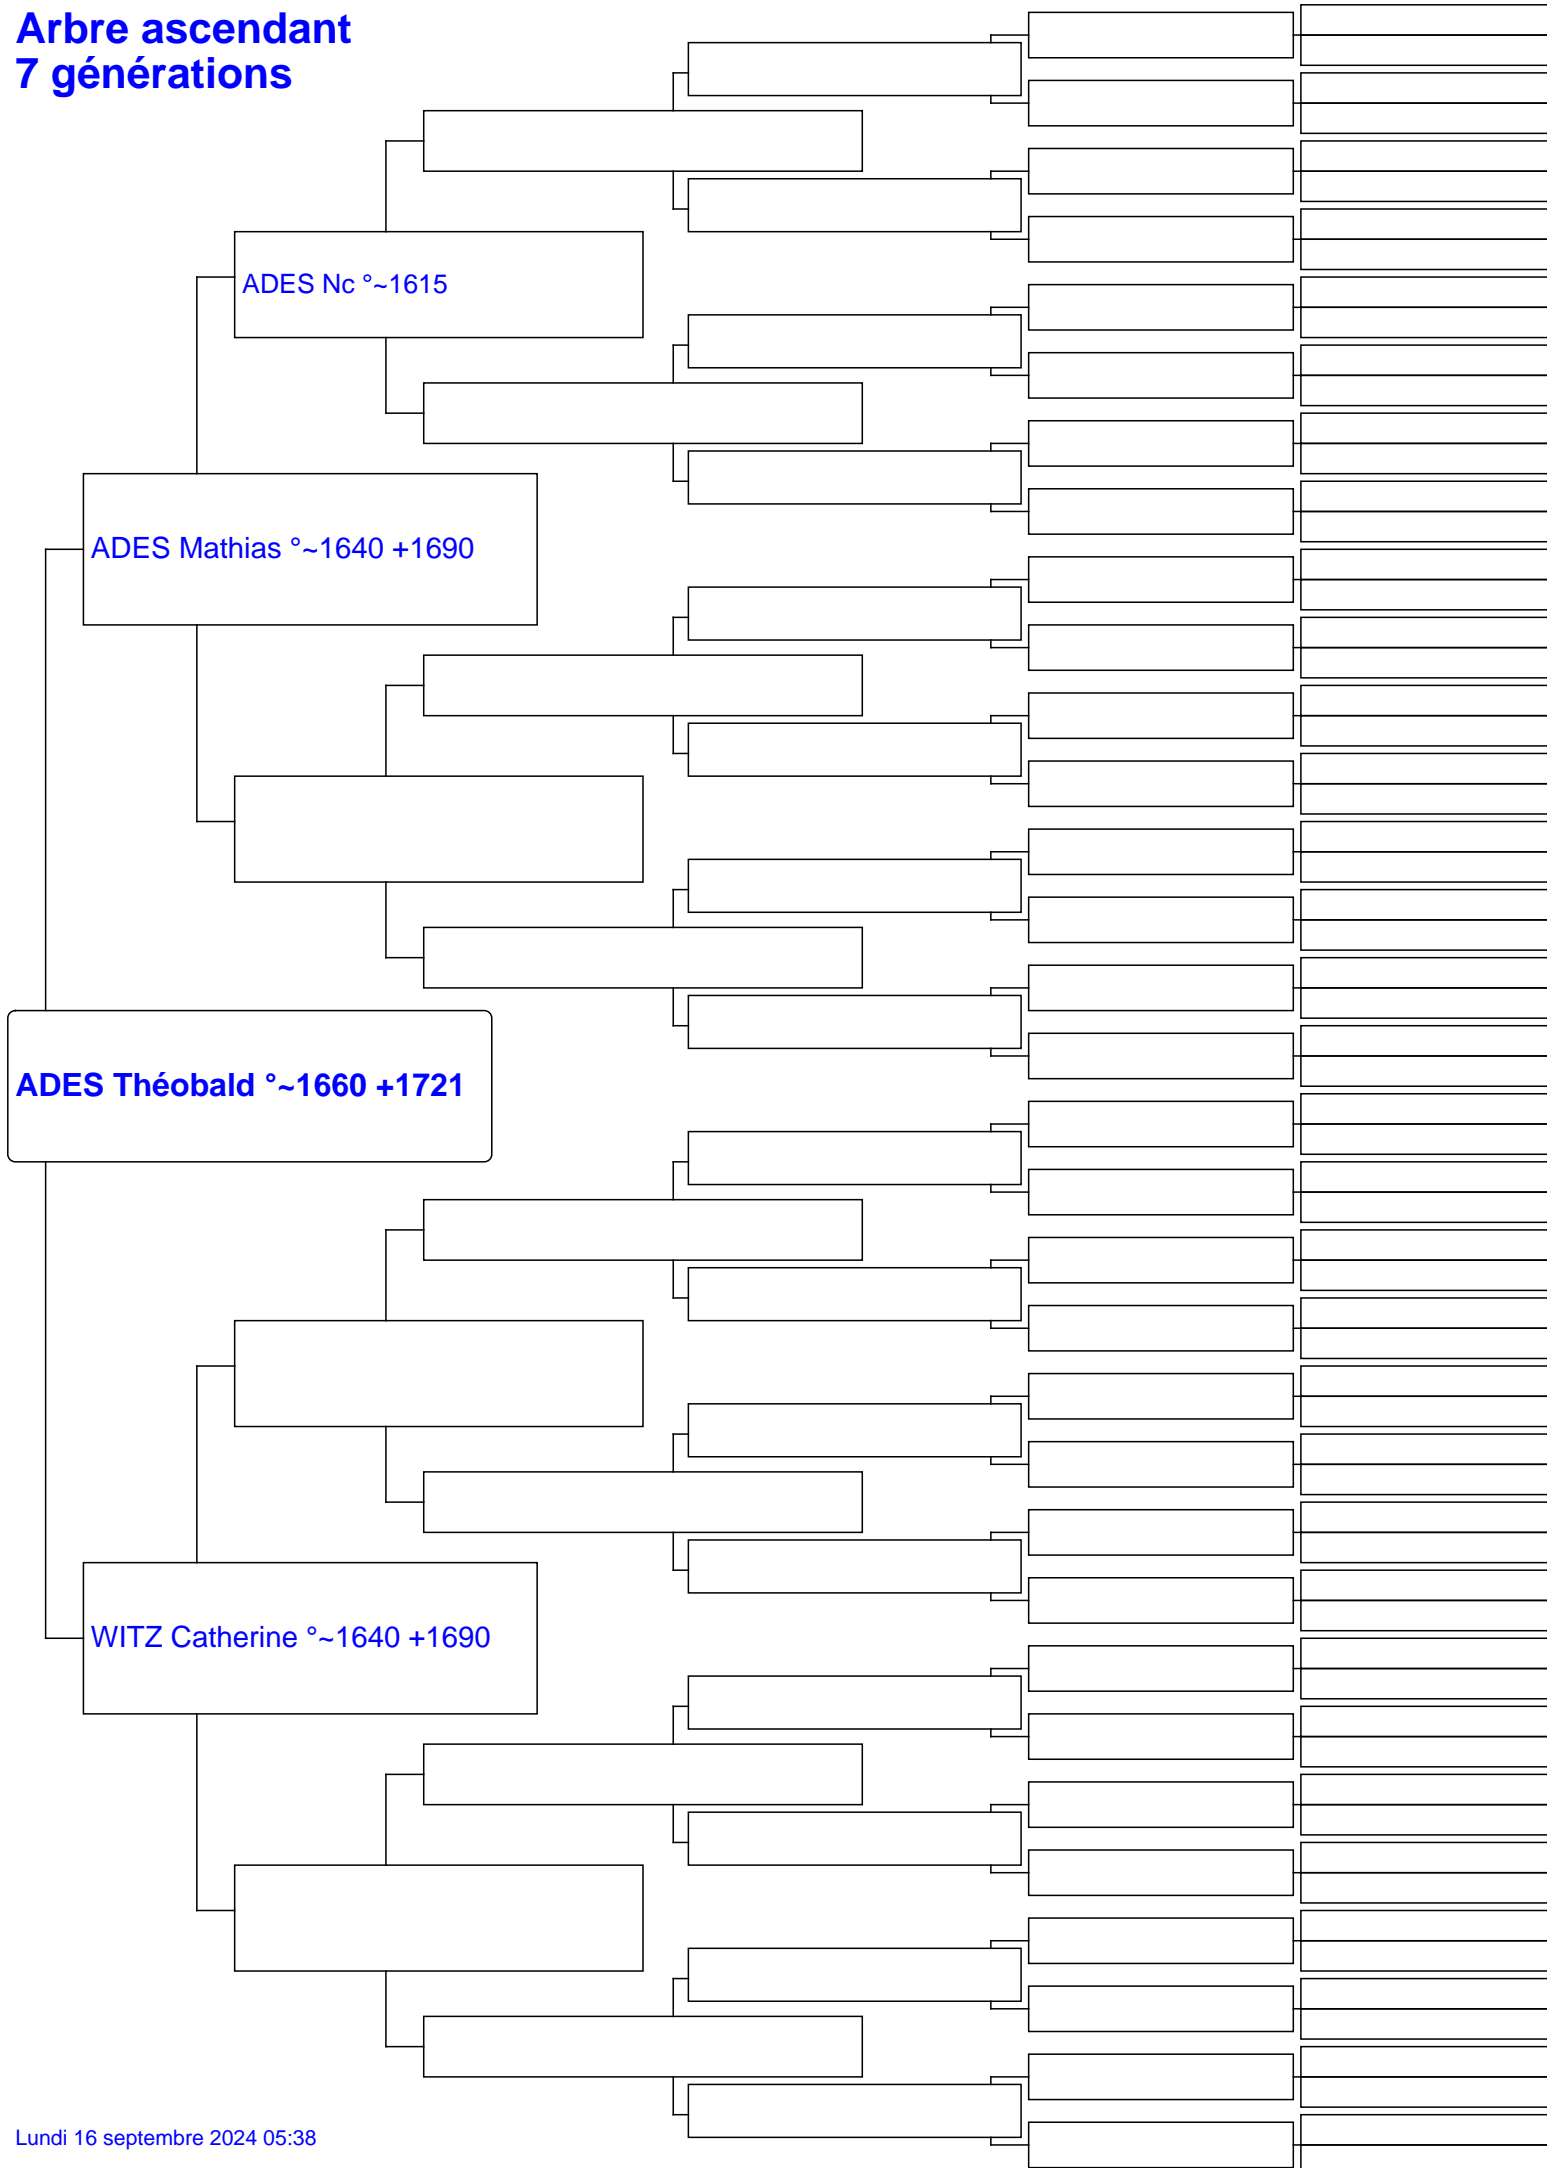 Arbre ascendant
7 générations
ADES Nc °~1615
ADES Mathias °~1640 +1690
ADES Théobald °~1660 +1721
WITZ Catherine °~1640 +1690
Lundi 16 septembre 2024 05:38